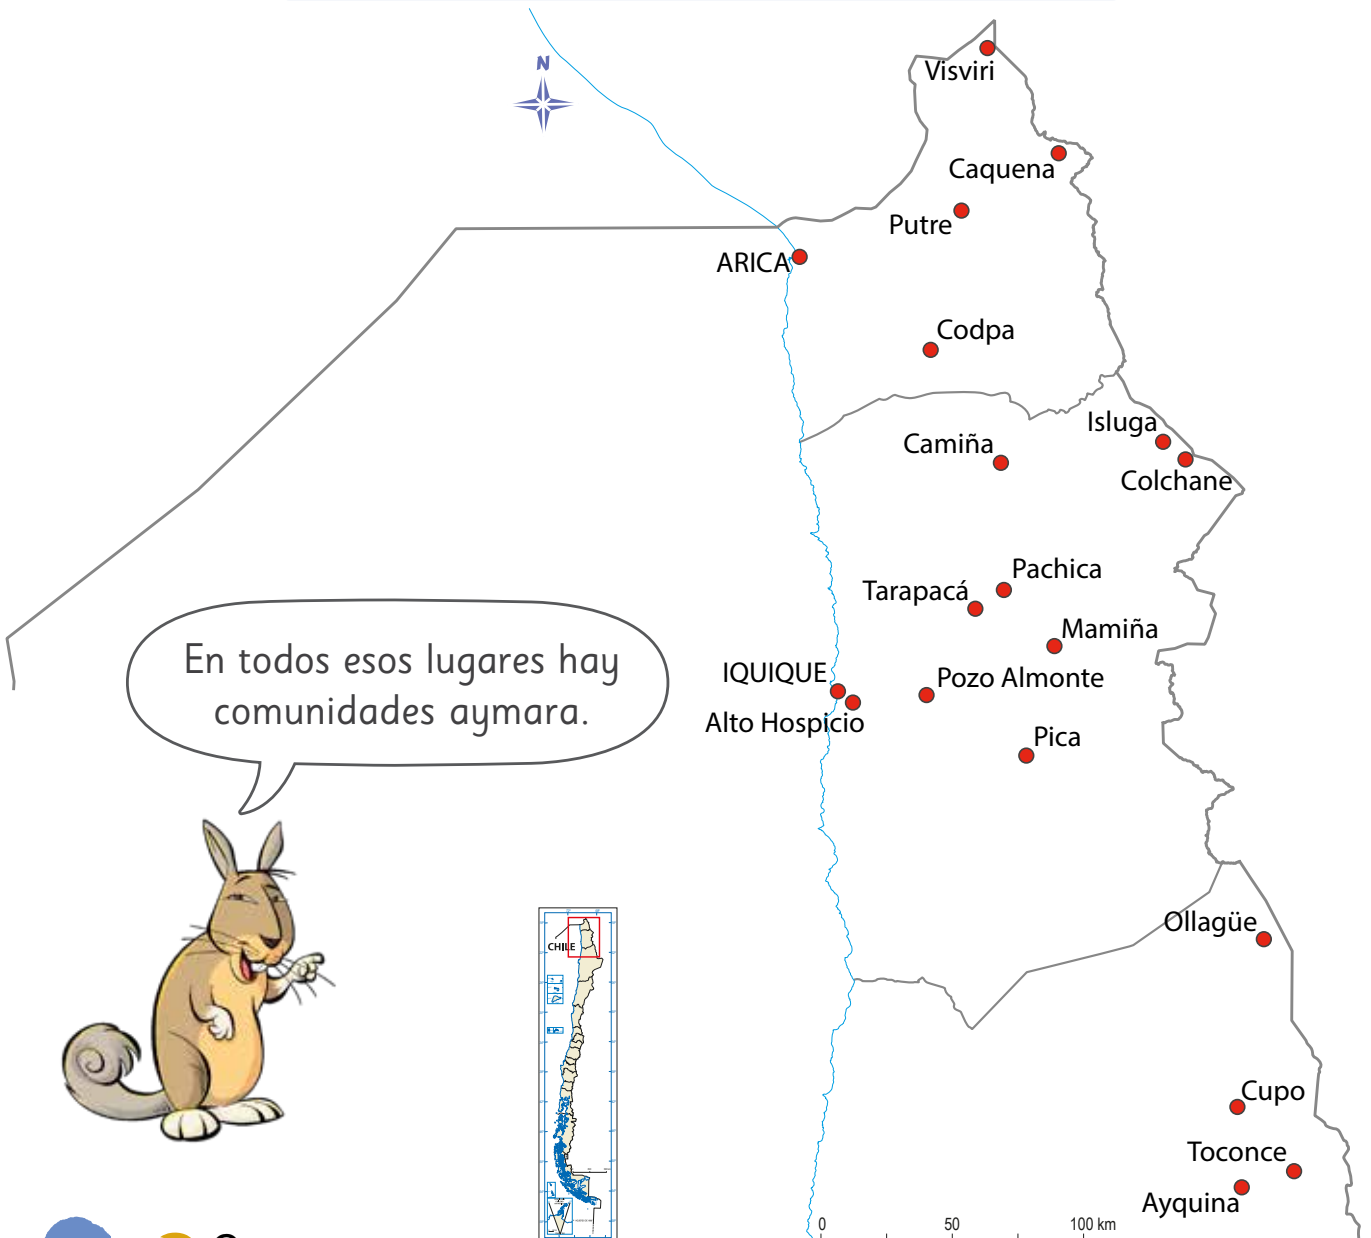 N
Visviri
Caquena
Putre
ARICA
Codpa
Isluga
Camiña
Colchane
Pachica
Tarapacá
Mamiña
En todos esos lugares hay
comunidades aymara.
IQUIQUE
Pozo Almonte
Alto Hospicio
Pica
CHILE
Ollagüe
Cupo
Toconce
Ayquina
0 50 100 km